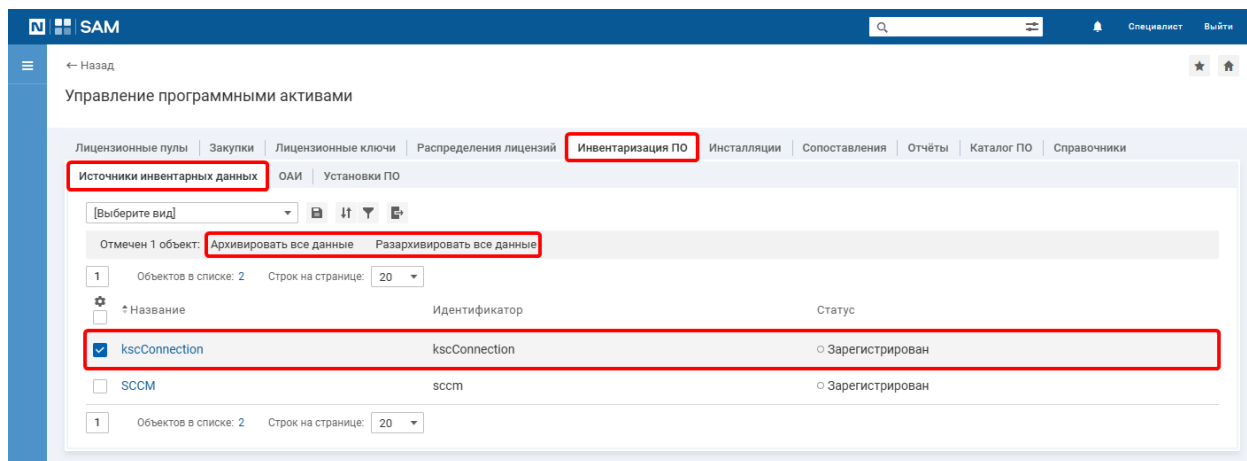 N SAM Специалист Выйти
← Назад
Управление программными активами
Лицензионные пулы Закупки Лицензионные ключи Распределения лицензий Инвентаризация ПО Инсталляции Сопоставления Отчёты Каталог ПО Справочники
Источники инвентарных данных ОАИ Установки ПО
[Выберите вид]
Отмечен 1 объект: Архивировать все данные Разархивировать все данные
1 Объектов в списке: 2 Строк на странице: 20
Название Идентификатор Статус
kscConnection kscConnection Зарегистрирован
SCCM sccm Зарегистрирован
1 Объектов в списке: 2 Строк на странице: 20